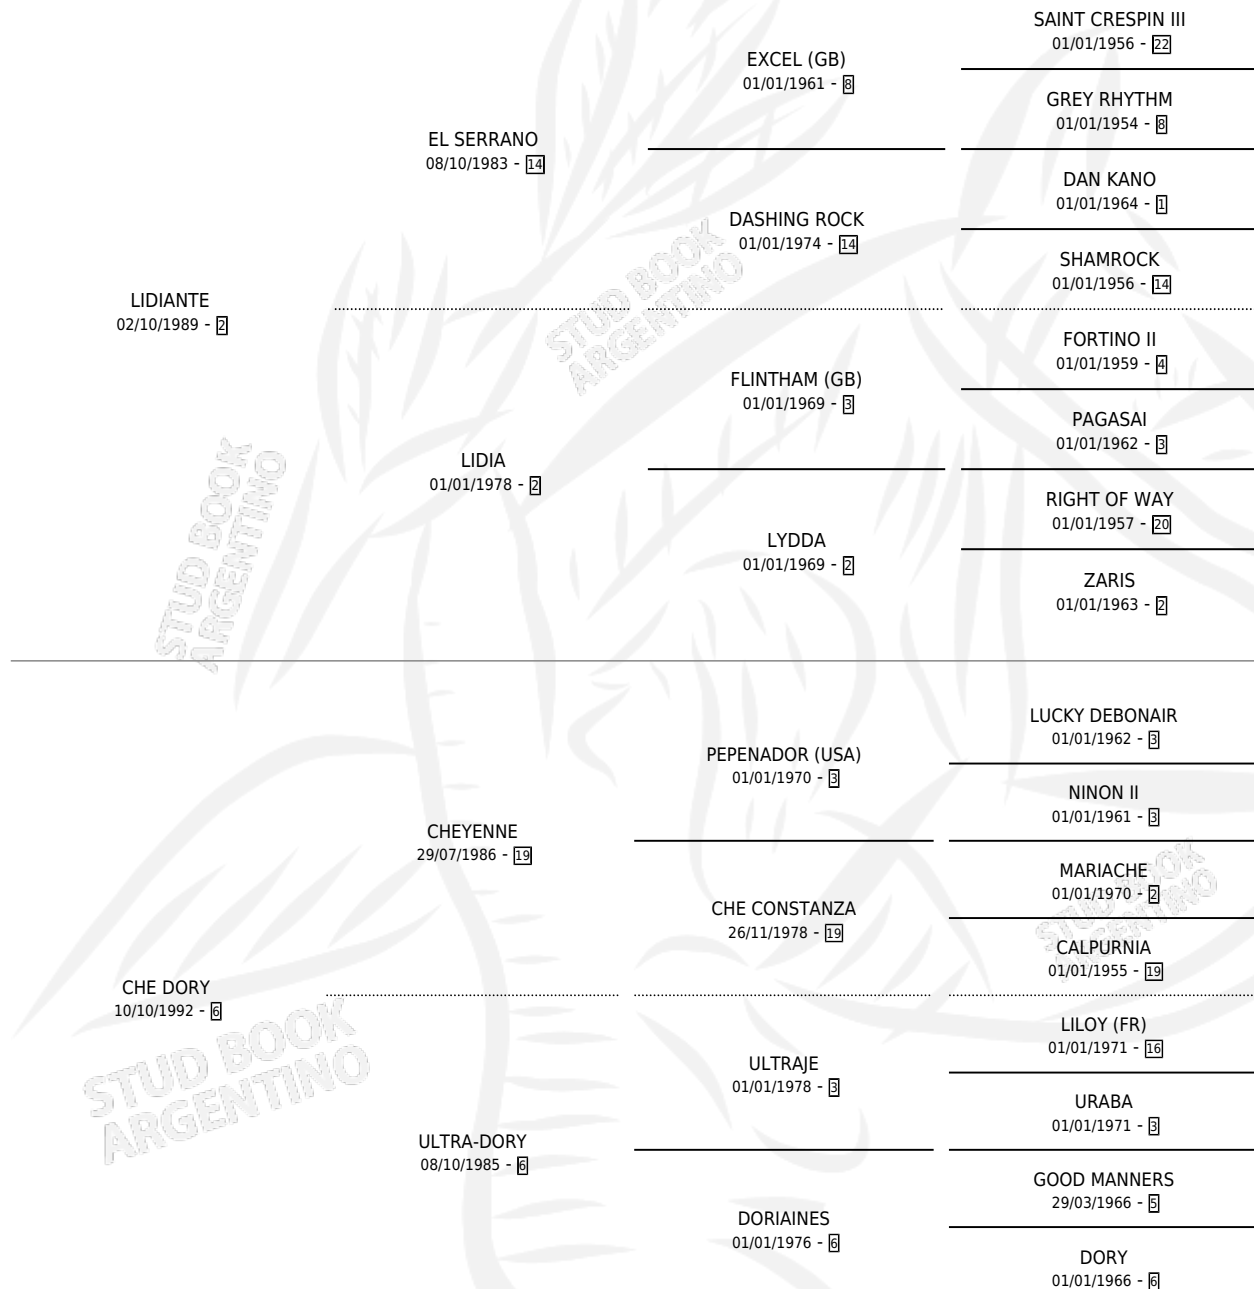 SAINT CRESPIN III
01/01/1956 - 22
EXCEL (GB)
01/01/1961 - 8
GREY RHYTHM
01/01/1954 - 8
EL SERRANO
08/10/1983 - 14
DAN KANO
01/01/1964 - 1
DASHING ROCK
01/01/1974 - 14
SHAMROCK
01/01/1956 - 14
LIDIANTE
02/10/1989 - 2
STUD BOOK
ARGENTINO
FORTINO II
01/01/1959 - 4
FLINTHAM (GB)
01/01/1969 - 3
PAGASAI
01/01/1962 - 3
LIDIA
01/01/1978 - 2
RIGHT OF WAY
01/01/1957 - 20
LYDDA
01/01/1969 - 2
ZARIS
01/01/1963 - 2
STUD BOOK
ARGENTINO
LUCKY DEBONAIR
01/01/1962 - 3
PEPENADOR (USA)
01/01/1970 - 3
NINON II
01/01/1961 - 3
CHEYENNE
29/07/1986 - 19
MARIACHE
01/01/1970 - 2
CHE CONSTANZA
26/11/1978 - 19
STUD BOOK
ARGENTINO
CALPURNIA
01/01/1955 - 19
CHE DORY
10/10/1992 - 6
LILOY (FR)
01/01/1971 - 16
ULTRAJE
01/01/1978 - 3
URABA
01/01/1971 - 3
STUD BOOK
ARGENTINO
ULTRA-DORY
08/10/1985 - 6
GOOD MANNERS
29/03/1966 - 5
DORIAINES
01/01/1976 - 6
DORY
01/01/1966 - 6